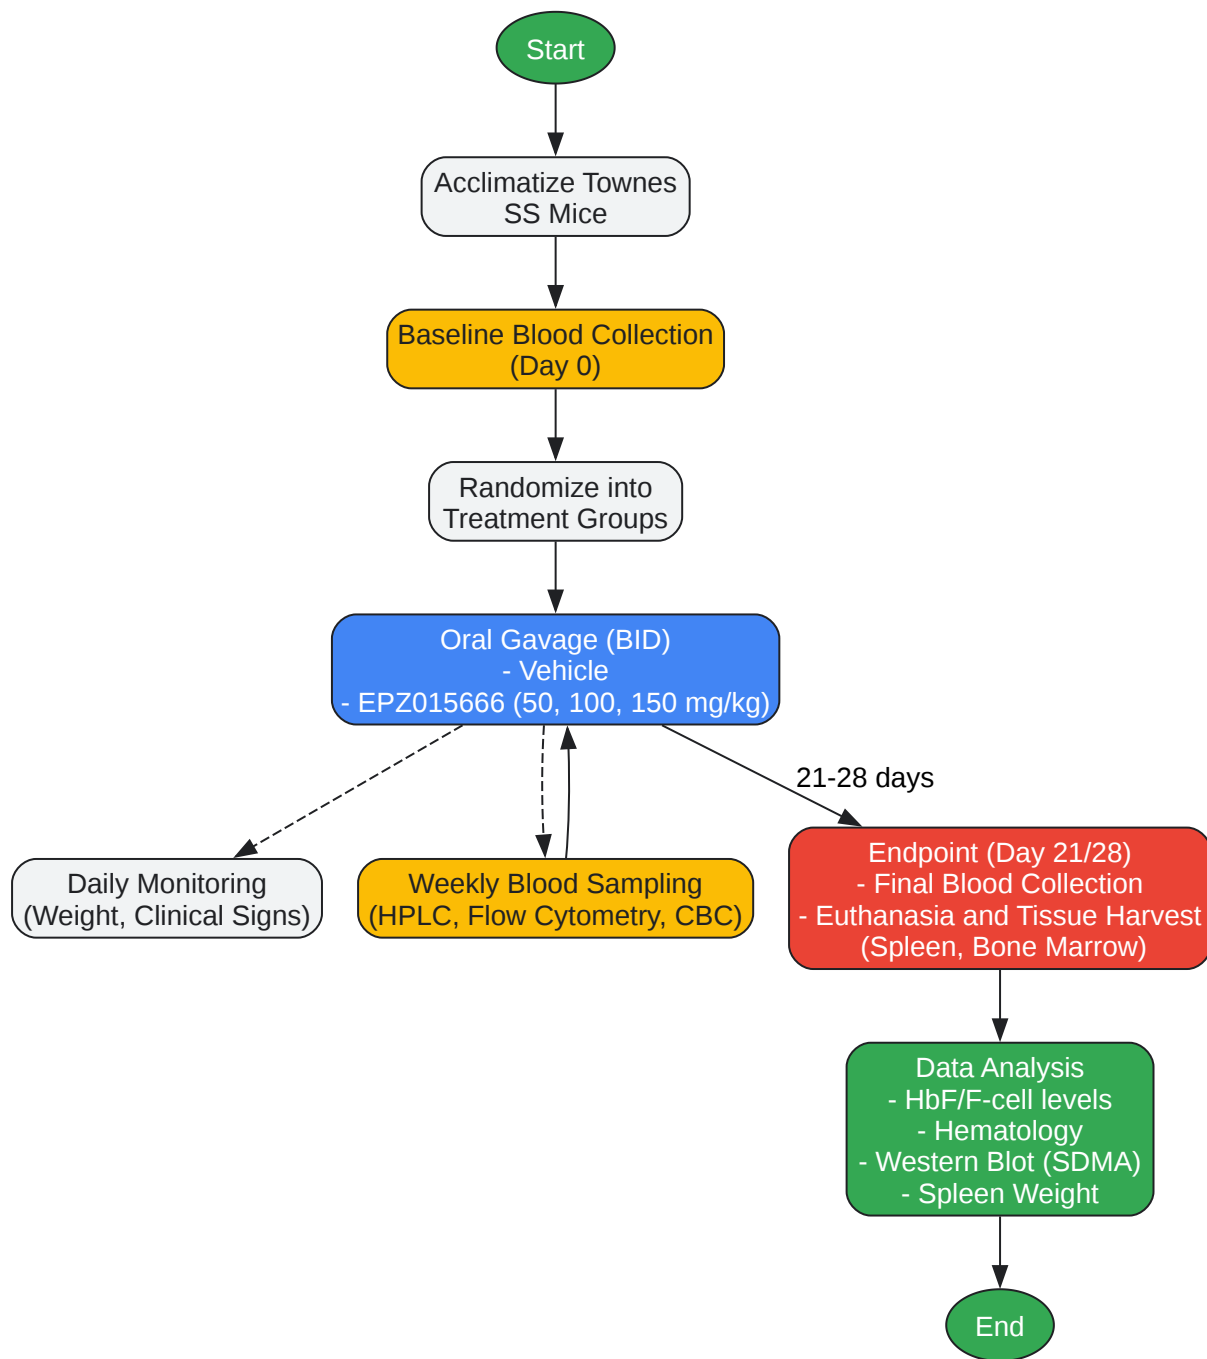 Start
Acclimatize Townes
SS Mice
Baseline Blood Collection
(Day 0)
Randomize into
Treatment Groups
Oral Gavage (BID)
- Vehicle
- EPZ015666 (50, 100, 150 mg/kg)
21-28 days
Daily Monitoring
(Weight, Clinical Signs)
Weekly Blood Sampling
(HPLC, Flow Cytometry, CBC)
Endpoint (Day 21/28)
- Final Blood Collection
- Euthanasia and Tissue Harvest
(Spleen, Bone Marrow)
Data Analysis
- HbF/F-cell levels
- Hematology
- Western Blot (SDMA)
- Spleen Weight
End